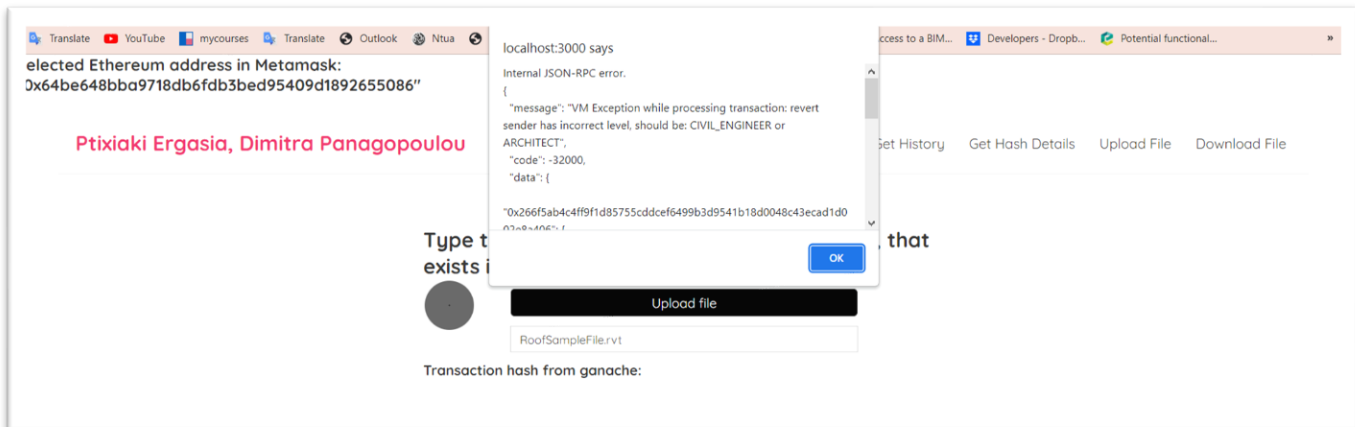 Translate YouTube mycourses Translate Outlook Ntua
ccess to a BIM... Developers - Dropb... Potential functional... »
elected Ethereum address in Metamask:
0x64be648bba9718db6fdb3bed95409d1892655086"
Ptixiaki Ergasia, Dimitra Panagopoulou
Get History Get Hash Details Upload File Download File
localhost:3000 says
Internal JSON-RPC error.
{
"message": "VM Exception while processing transaction: revert
sender has incorrect level, should be: CIVIL_ENGINEER or
ARCHITECT",
"code": -32000,
"data": {
"0x266f5ab4c4ff9f1d85755cddcef6499b3d9541b18d0048c43ecad1d0
OK
Type t , that
exists i
Upload file
RoofSampleFile.rvt
Transaction hash from ganache: